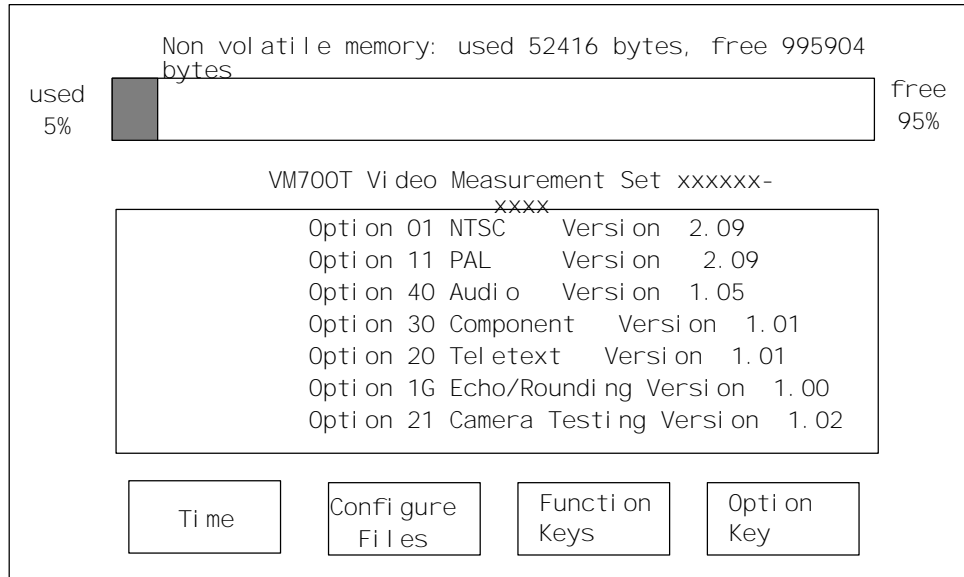 Non volatile memory: used 52416 bytes, free 995904
bytes
used
5%
free
95%
VM700T Video Measurement Set xxxxxx-
xxxx
Option 01 NTSC Version 2.09
Option 11 PAL Version 2.09
Option 40 Audio Version 1.05
Option 30 Component Version 1.01
Option 20 Teletext Version 1.01
Option 1G Echo/Rounding Version 1.00
Option 21 Camera Testing Version 1.02
Time
Configure
Files
Function
Keys
Option
Key